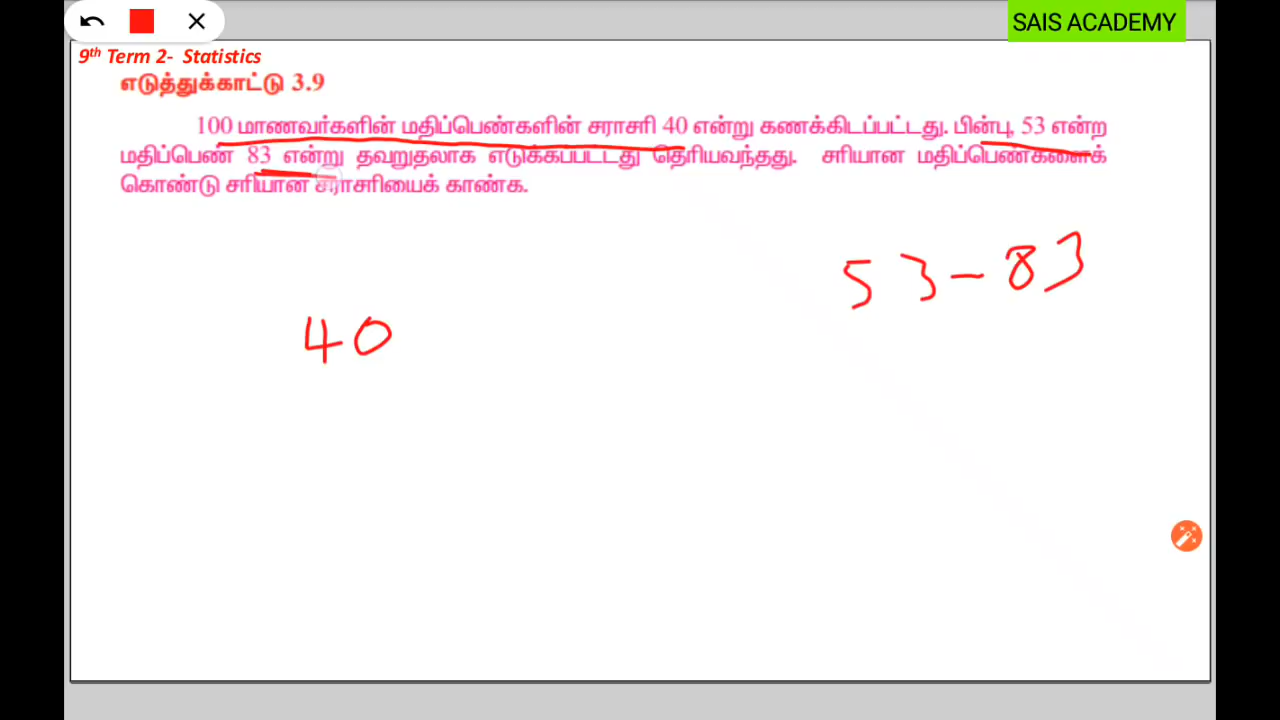 SAIS ACADEMY
9th Term 2- Statistics
எடுத்துக்காட்டு 3.9
100 மாணவர்களின் மதிப்பெண்களின் சராசரி 40 என்று கணக்கிடப்பட்டது. பின்பு, 53 என்ற
மதிப்பெண் 83 என்று தவறுதலாக எடுக்கப்பட்டது தெரியவந்தது. சரியான மதிப்பெண்களைக்
கொண்டு சரியான சராசரியைக் காண்க.
53-83
40